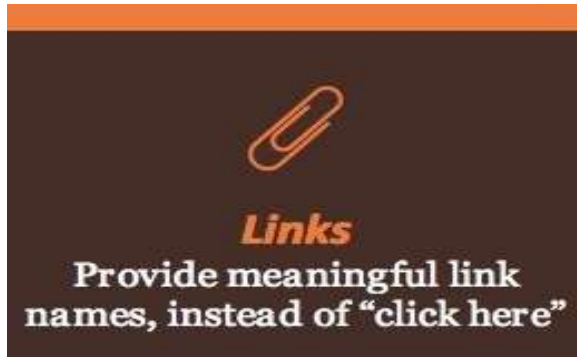 Links
Provide meaningful link
names, instead of “click here”